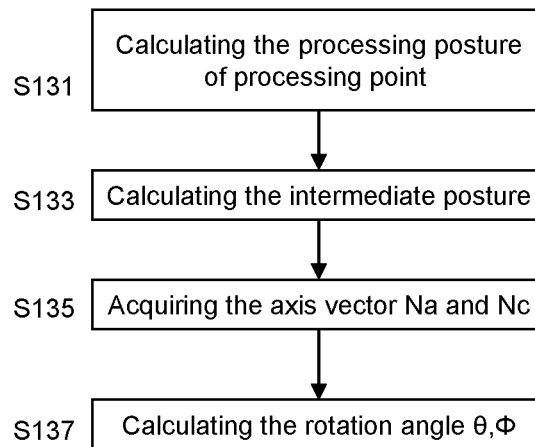 S131
Calculating the processing posture
of processing point
S133
Calculating the intermediate posture
S135
Acquiring the axis vector Na and Nc
S137
Calculating the rotation angle θ,Φ